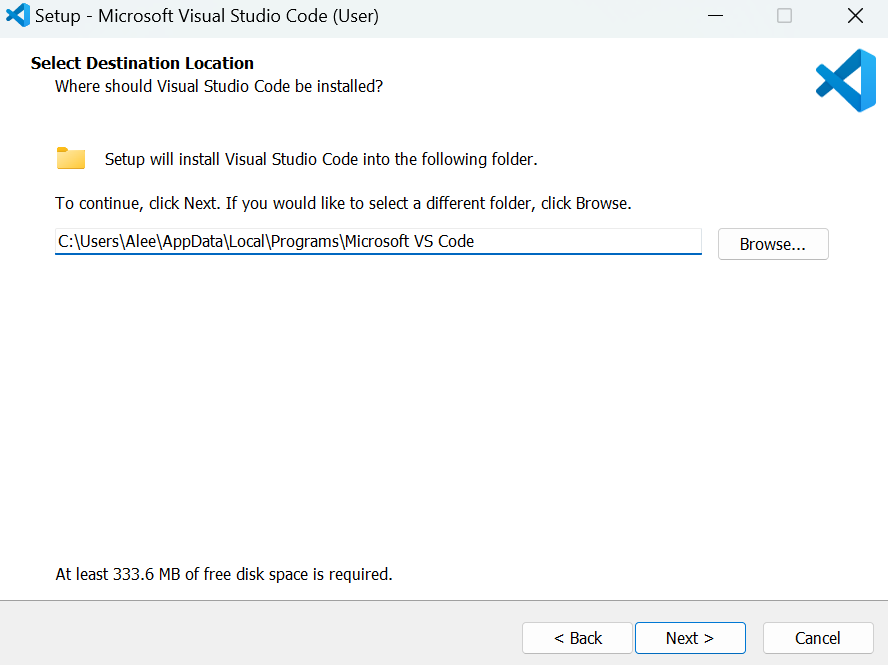 Setup - Microsoft Visual Studio Code (User)
Select Destination Location
Where should Visual Studio Code be installed?
Setup will install Visual Studio Code into the following folder.
To continue, click Next. If you would like to select a different folder, click Browse.
C:\Users\Alee\AppData\Local\Programs\Microsoft VS Code
Browse...
At least 333.6 MB of free disk space is required.
< Back
Next >
Cancel